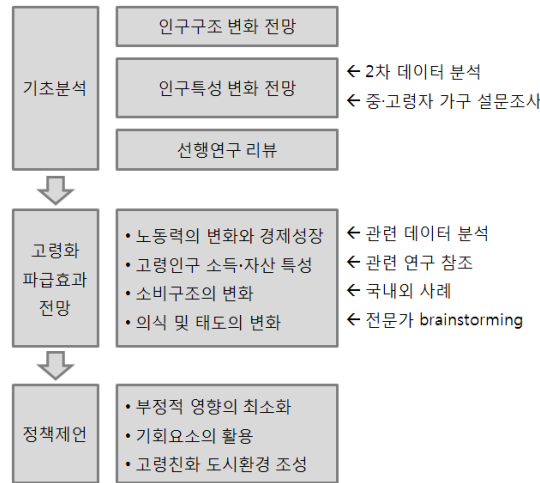 기초분석
인구구조 변화 전망
인구특성 변화 전망
← 2차 데이터 분석
← 중·고령자 가구 설문조사
선행연구 리뷰
고령화
파급효과
전망
• 노동력의 변화와 경제성장
• 고령인구 소득·자산 특성
• 소비구조의 변화
• 의식 및 태도의 변화
← 관련 데이터 분석
← 관련 연구 참조
← 국내외 사례
← 전문가 brainstorming
정책제언
• 부정적 영향의 최소화
• 기회요소의 활용
• 고령친화 도시환경 조성